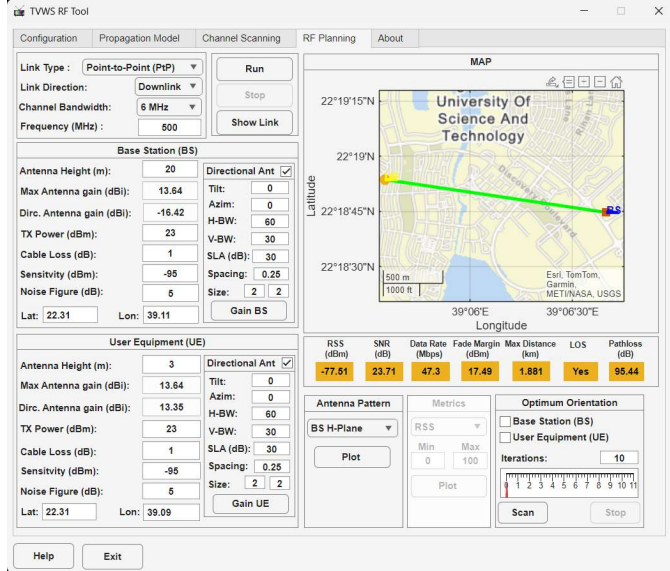 TVWS RF Tool
Configuration Propagation Model Channel Scanning RF Planning About
Link Type : Point-to-Point (PtP)
Link Direction: Downlink
Channel Bandwidth: 6 MHz
Frequency (MHz) : 500
Run
Stop
Show Link
Base Station (BS)
Antenna Height (m): 20
Max Antenna gain (dBi): 13.64
Dirc. Antenna gain (dBi): -16.42
TX Power (dBm): 23
Cable Loss (dB): 1
Sensitvity (dBm): -95
Noise Figure (dB): 5
Lat: 22.31 Lon: 39.11
Directional Ant
Tilt: 0
Azim: 0
H-BW: 60
V-BW: 30
SLA (dB): 30
Spacing: 0.25
Size: 2 2
Gain BS
User Equipment (UE)
Antenna Height (m): 3
Max Antenna gain (dBi): 13.64
Dirc. Antenna gain (dBi): 13.35
TX Power (dBm): 23
Cable Loss (dB): 1
Sensitvity (dBm): -95
Noise Figure (dB): 5
Lat: 22.31 Lon: 39.09
Directional Ant
Tilt: 0
Azim: 0
H-BW: 60
V-BW: 30
SLA (dB): 30
Spacing: 0.25
Size: 2 2
Gain UE
MAP
22°19'15"N
22°19'N
22°18'45"N
22°18'30"N
Latitude
University Of
Science And
Technology
Discovery Boulevard
BS
500 m
1000 ft
Esri, TomTom,
Garmin,
METI/NASA, USGS
39°06'E 39°06'30"E
Longitude
RSS (dBm) SNR (dB) Data Rate (Mbps) Fade Margin (dBm) Max Distance (km) LOS Pathloss (dB)
-77.51 23.71 47.3 17.49 1.881 Yes 95.44
Antenna Pattern
BS H-Plane
Plot
Metrics
RSS
Min Max
0 100
Plot
Optimum Orientation
Base Station (BS)
User Equipment (UE)
Iterations: 10
0 1 2 3 4 5 6 7 8 9 10 11
Scan Stop
Help Exit